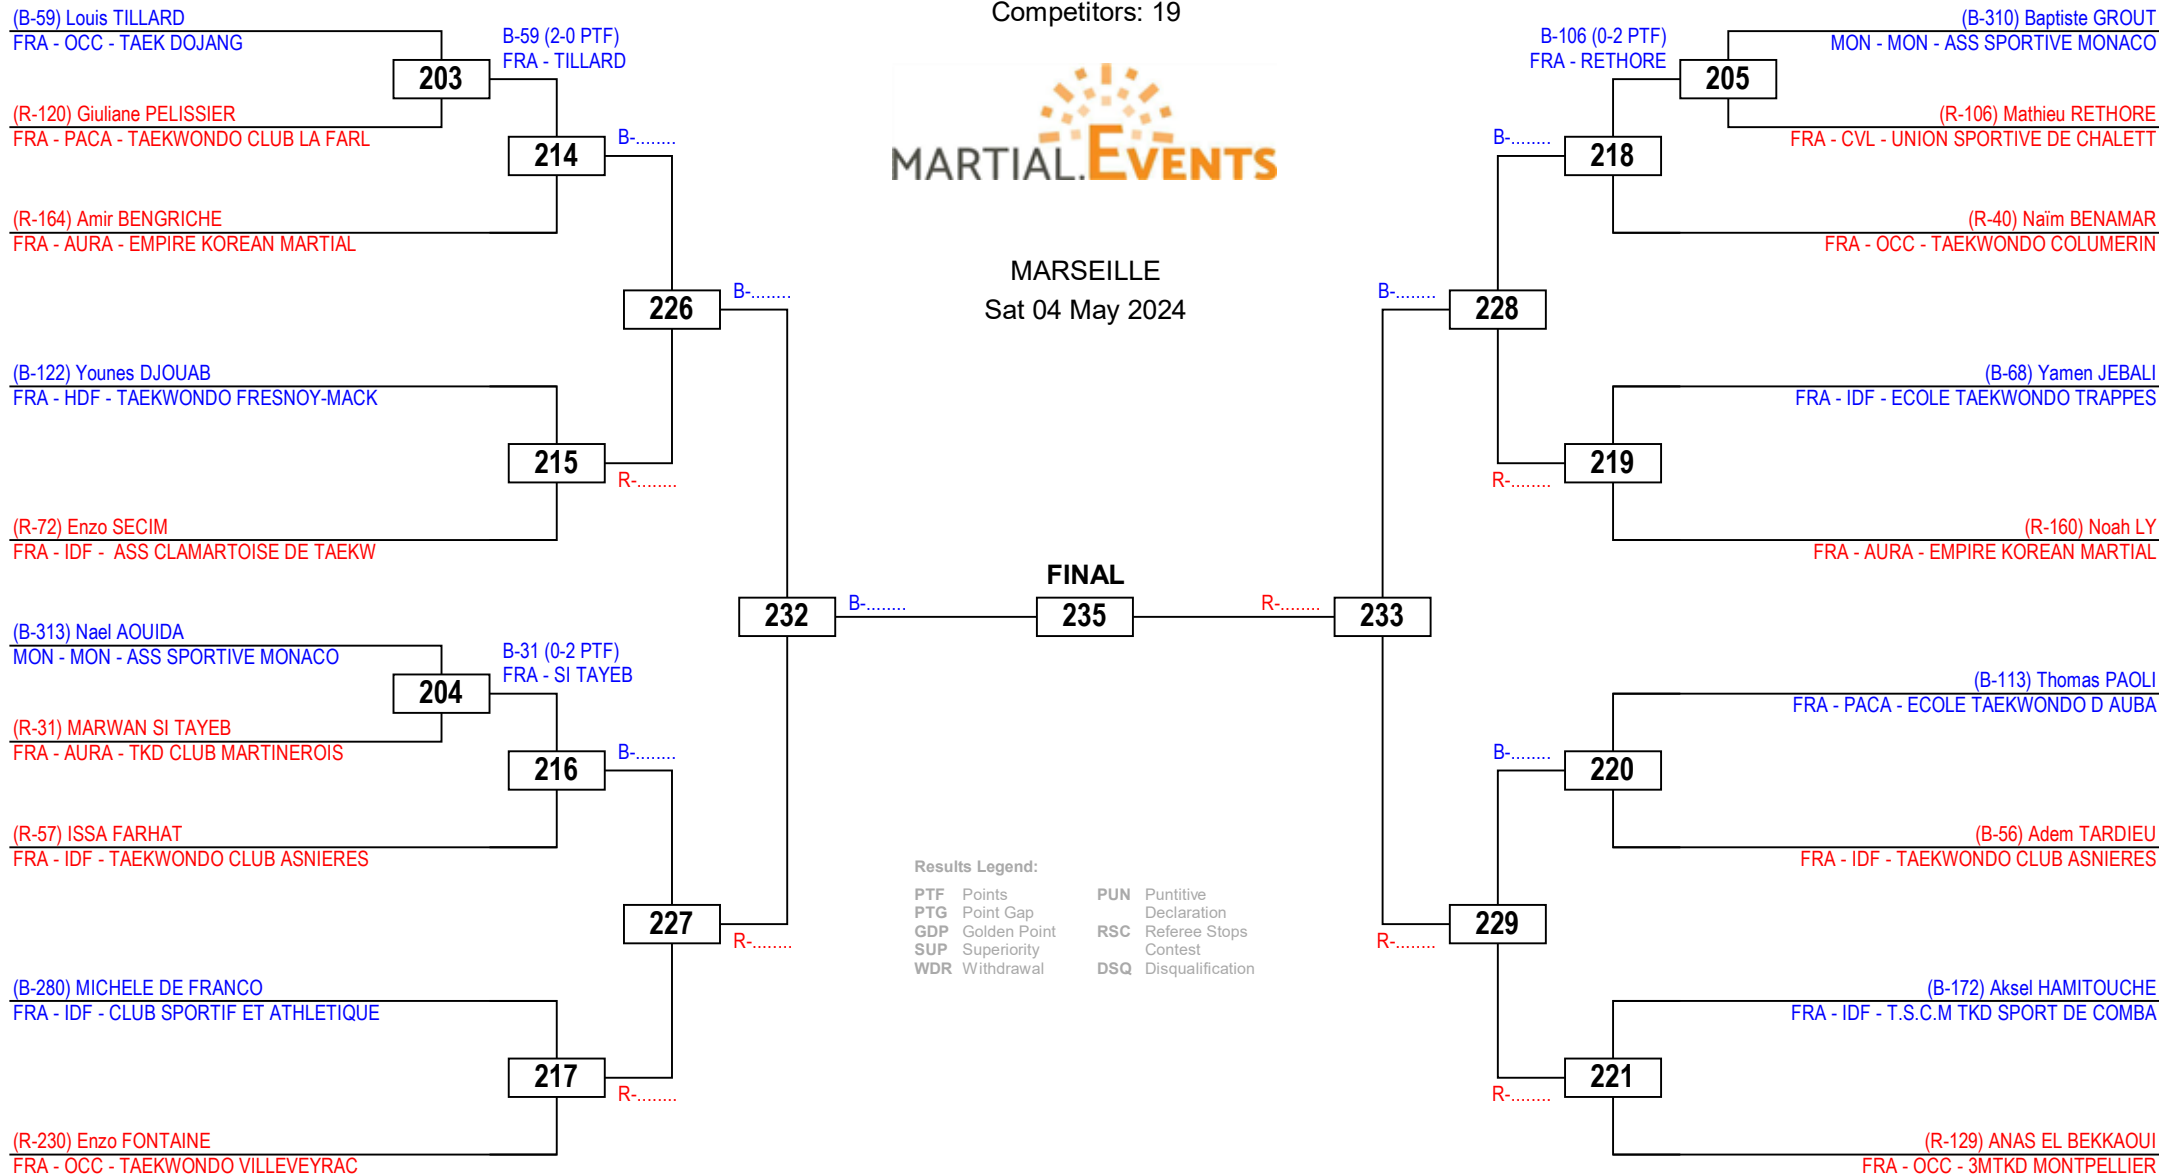 Competitors: 19
MARTIAL.EVENTS
MARSEILLE
Sat 04 May 2024
(B-59) Louis TILLARD
FRA - OCC - TAEK DOJANG
203
B-59 (2-0 PTF)
FRA - TILLARD
(R-120) Giuliane PELISSIER
FRA - PACA - TAEKWONDO CLUB LA FARL
214
B-........
(R-164) Amir BENGRICHE
FRA - AURA - EMPIRE KOREAN MARTIAL
226
B-........
(B-122) Younes DJOUAB
FRA - HDF - TAEKWONDO FRESNOY-MACK
215
R-........
(R-72) Enzo SECIM
FRA - IDF -  ASS CLAMARTOISE DE TAEKW
232
B-........
(B-313) Nael AOUIDA
MON - MON - ASS SPORTIVE MONACO
204
B-31 (0-2 PTF)
FRA - SI TAYEB
(R-31) MARWAN SI TAYEB
FRA - AURA - TKD CLUB MARTINEROIS
216
B-........
(R-57) ISSA FARHAT
FRA - IDF - TAEKWONDO CLUB ASNIERES
227
R-........
(B-280) MICHELE DE FRANCO
FRA - IDF - CLUB SPORTIF ET ATHLETIQUE
217
R-........
(R-230) Enzo FONTAINE
FRA - OCC - TAEKWONDO VILLEVEYRAC
FINAL
235
(B-310) Baptiste GROUT
MON - MON - ASS SPORTIVE MONACO
B-106 (0-2 PTF)
FRA - RETHORE
205
(R-106) Mathieu RETHORE
FRA - CVL - UNION SPORTIVE DE CHALETT
B-........
218
(R-40) Naïm BENAMAR
FRA - OCC - TAEKWONDO COLUMERIN
B-........
228
(B-68) Yamen JEBALI
FRA - IDF - ECOLE TAEKWONDO TRAPPES
R-........
219
(R-160) Noah LY
FRA - AURA - EMPIRE KOREAN MARTIAL
R-........
233
(B-113) Thomas PAOLI
FRA - PACA - ECOLE TAEKWONDO D AUBA
B-........
220
(B-56) Adem TARDIEU
FRA - IDF - TAEKWONDO CLUB ASNIERES
R-........
229
(B-172) Aksel HAMITOUCHE
FRA - IDF - T.S.C.M TKD SPORT DE COMBA
R-........
221
(R-129) ANAS EL BEKKAOUI
FRA - OCC - 3MTKD MONTPELLIER
Results Legend:
PTF Points
PTG Point Gap
GDP Golden Point
SUP Superiority
WDR Withdrawal
PUN Puntitive
Declaration
RSC Referee Stops
Contest
DSQ Disqualification